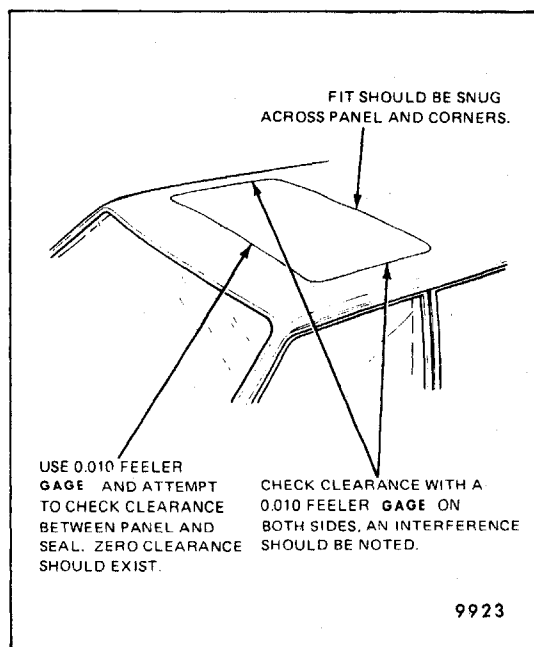 FIT SHOULD BE SNUG
ACROSS PANEL AND CORNERS.
USE 0.010 FEELER
GAGE AND ATTEMPT
TO CHECK CLEARANCE
BETWEEN PANEL AND
SEAL. ZERO CLEARANCE
SHOULD EXIST.
CHECK CLEARANCE WITH A
0.010 FEELER GAGE ON
BOTH SIDES, AN INTERFERENCE
SHOULD BE NOTED.
9923